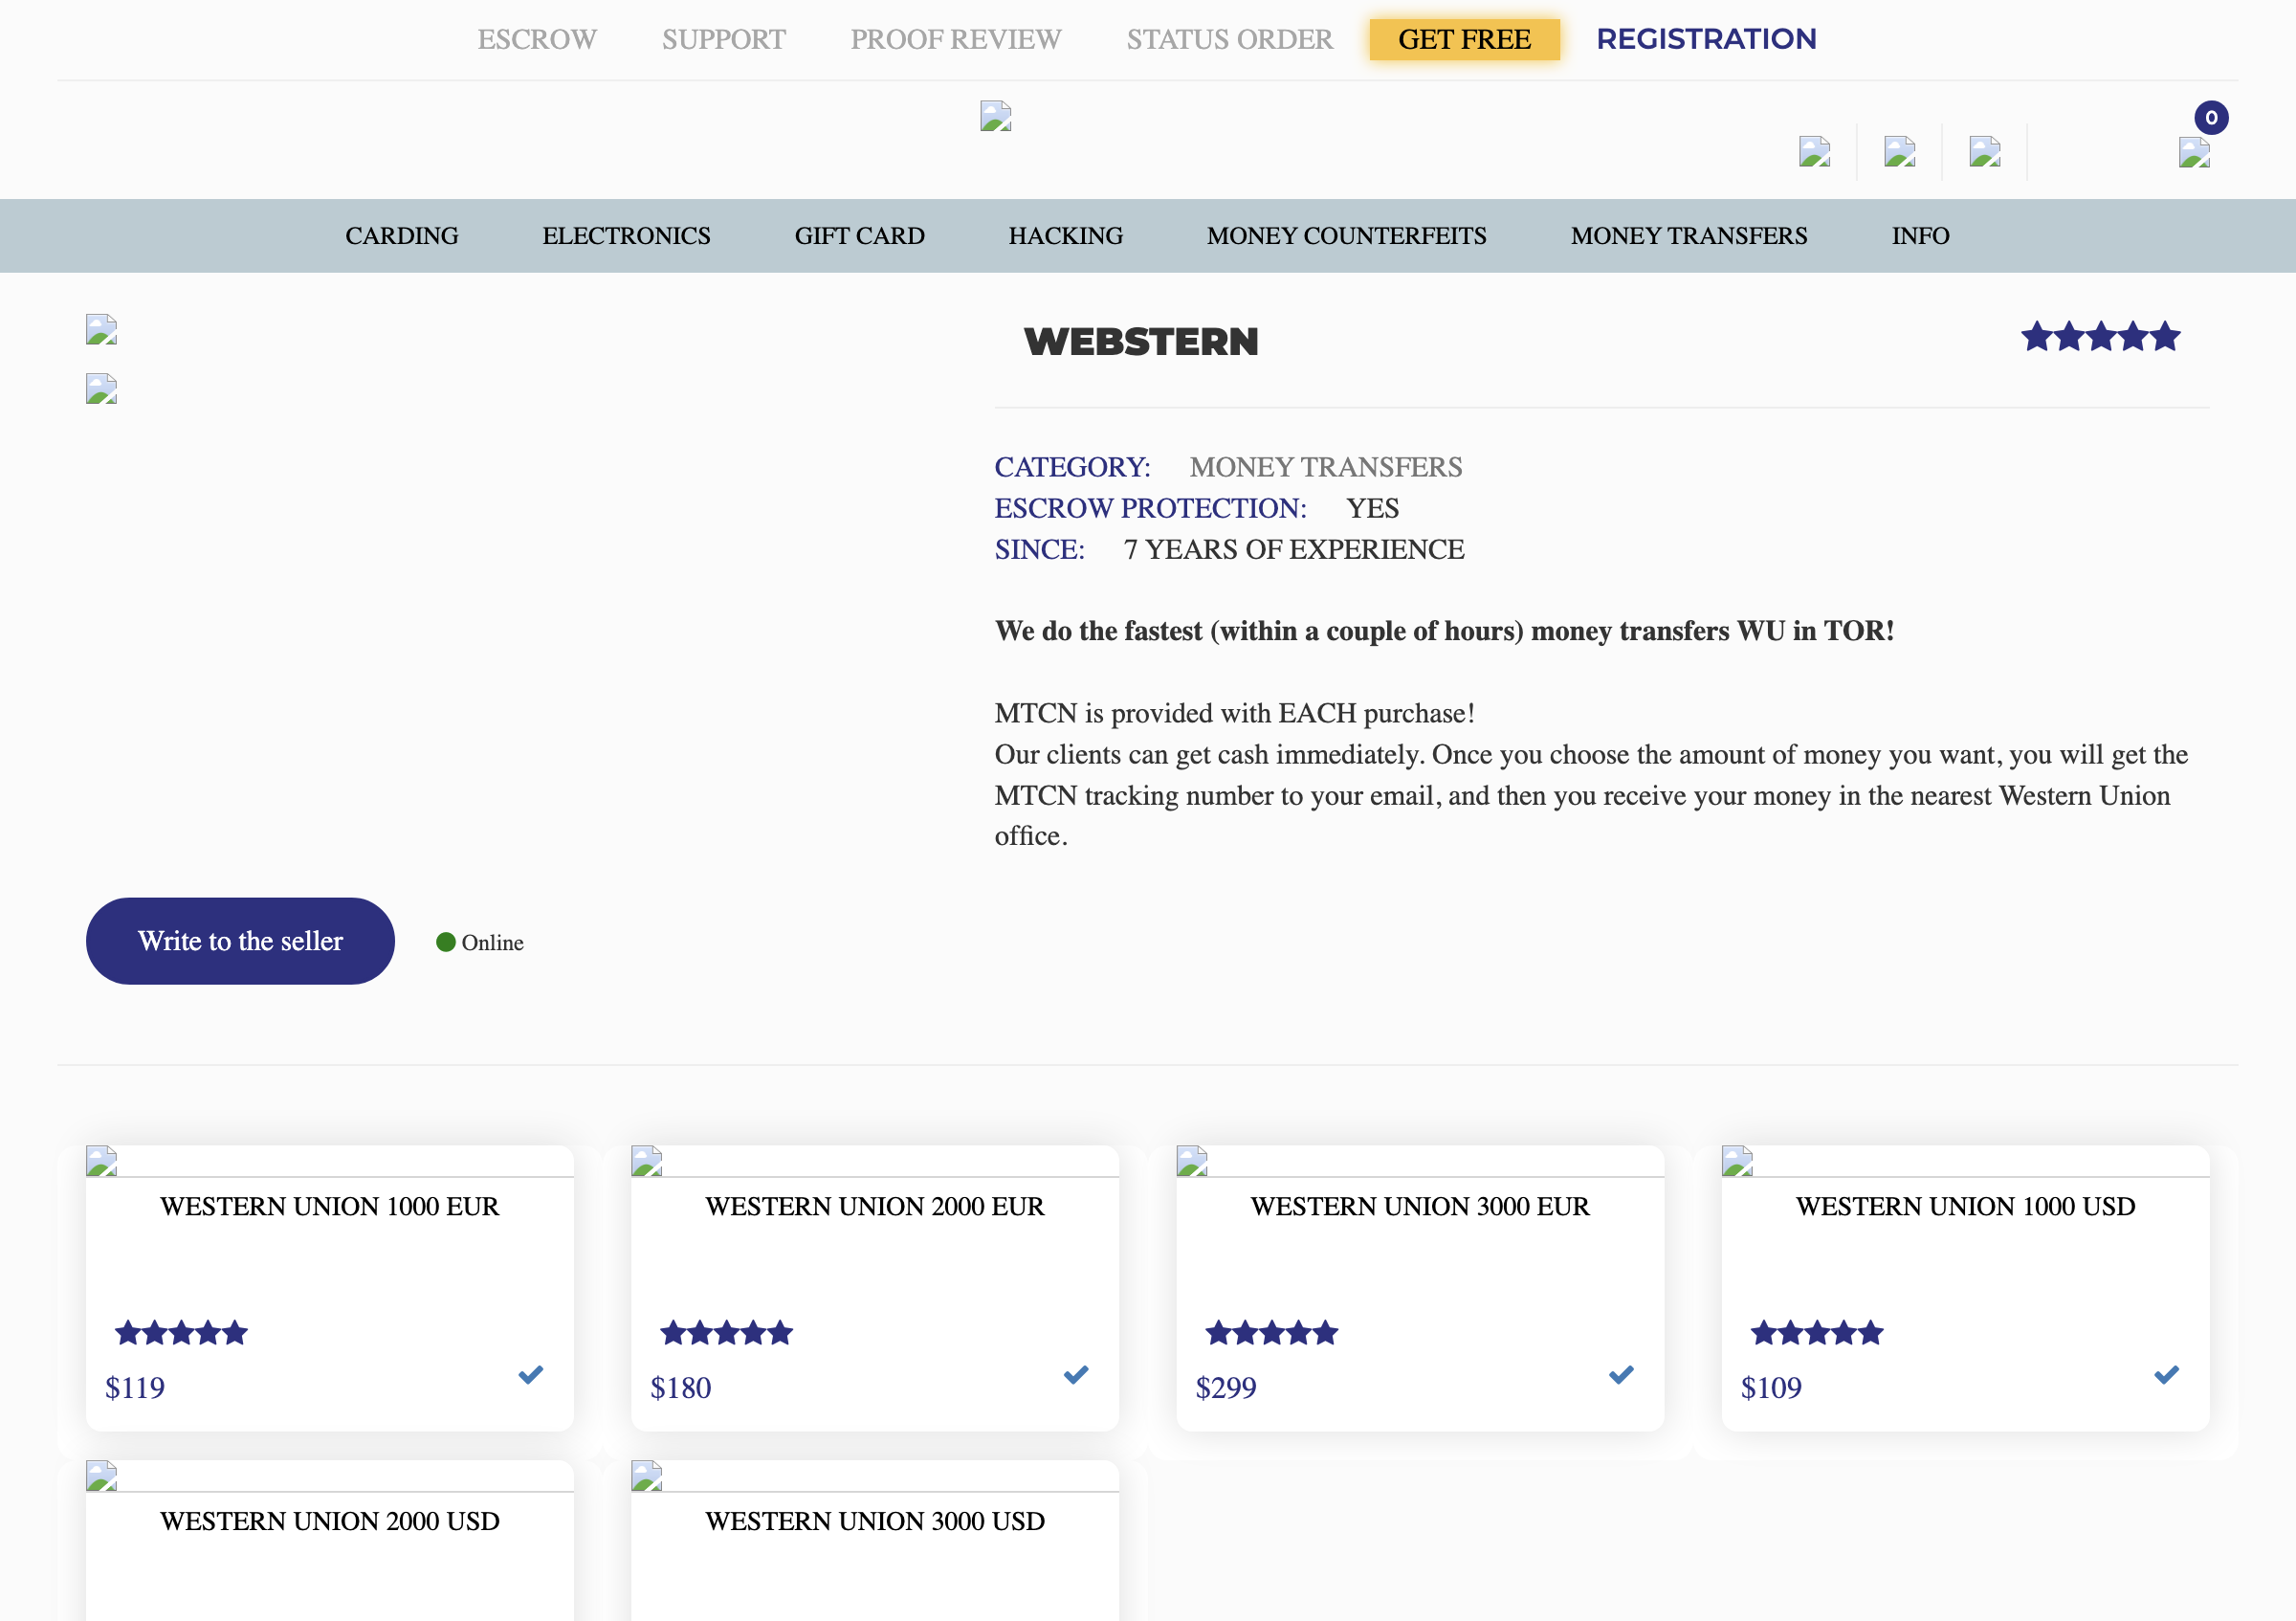 ESCROW SUPPORT PROOF REVIEW STATUS ORDER GET FREE REGISTRATION
0
CARDING ELECTRONICS GIFT CARD HACKING MONEY COUNTERFEITS MONEY TRANSFERS INFO
WEBSTERN
CATEGORY: MONEY TRANSFERS
ESCROW PROTECTION: YES
SINCE: 7 YEARS OF EXPERIENCE
We do the fastest (within a couple of hours) money transfers WU in TOR!
MTCN is provided with EACH purchase!
Our clients can get cash immediately. Once you choose the amount of money you want, you will get the
MTCN tracking number to your email, and then you receive your money in the nearest Western Union
office.
Write to the seller
Online
WESTERN UNION 1000 EUR
$119
WESTERN UNION 2000 EUR
$180
WESTERN UNION 3000 EUR
$299
WESTERN UNION 1000 USD
$109
WESTERN UNION 2000 USD
WESTERN UNION 3000 USD